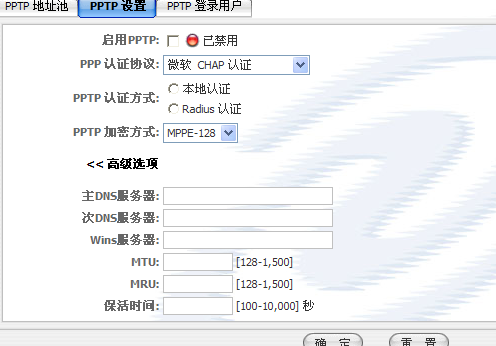 PPTP 地址池 PPTP 设置 PPTP 登录用户
启用PPTP: 已禁用
PPP 认证协议: 微软 CHAP 认证
PPTP 认证方式: 本地认证
Radius 认证
PPTP 加密方式: MPPE-128
<< 高级选项
主DNS服务器:
次DNS服务器:
Wins服务器:
MTU: [128-1,500]
MRU: [128-1,500]
保活时间: [100-10,000] 秒
确 定 重 置